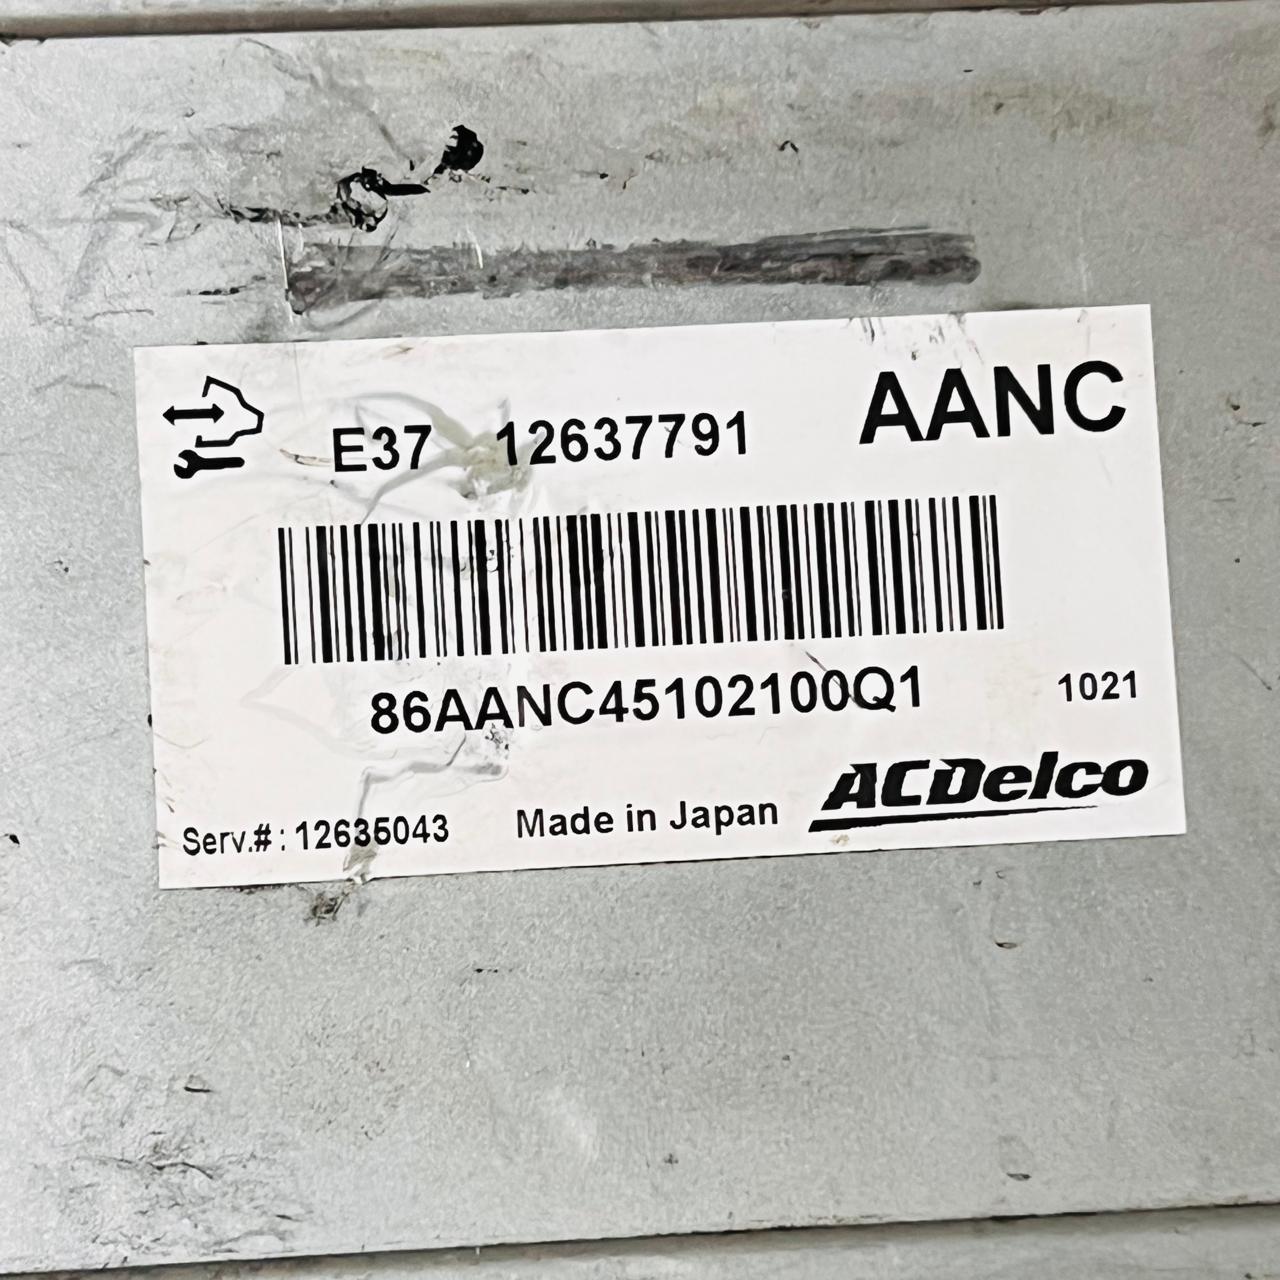 E37 12637791 AANC
86AANC45102100Q1
1021
ACDelco
Serv.#: 12635043 Made in Japan